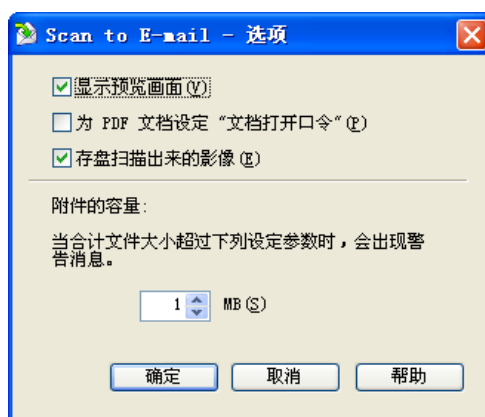 Scan to E-mail - 选项
显示预览画面(V)
为 PDF 文档设定 “文档打开口令”(P)
存盘扫描出来的影像(E)
附件的容量:
当合计文件大小超过下列设定参数时，会出现警
告消息。
1 MB(S)
确定 取消 帮助